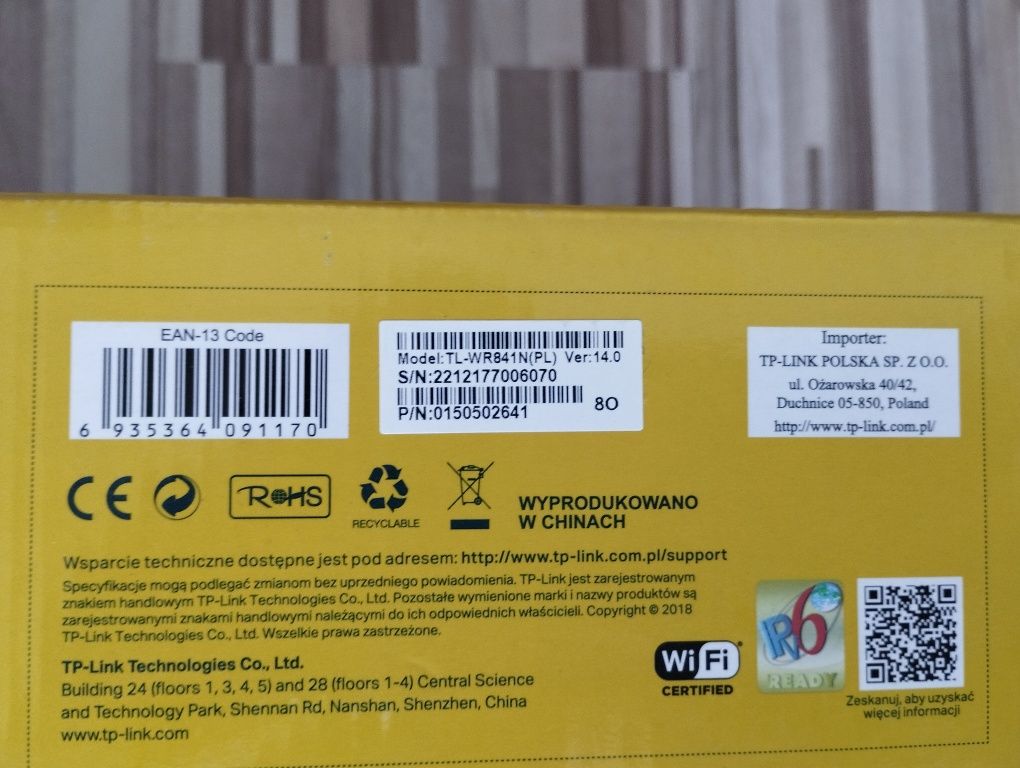 EAN-13 Code
6 935364 091170
Model:TL-WR841N(PL) Ver:14.0
S/N:2212177006070
P/N:0150502641
8O
Importer:
TP-LINK POLSKA SP. Z O.O.
ul. Ożarowska 40/42,
Duchnice 05-850, Poland
http://www.tp-link.com.pl/
CE
RoHS
RECYCLABLE
WYPRODUKOWANO
W CHINACH
Wsparcie techniczne dostępne jest pod adresem: http://www.tp-link.com.pl/support
Specyfikacje mogą podlegać zmianom bez uprzedniego powiadomienia. TP-Link jest zarejestrowanym
znakiem handlowym TP-Link Technologies Co., Ltd. Pozostałe wymienione marki i nazwy produktów są
zarejestrowanymi znakami handlowymi należącymi do ich odpowiednich właścicieli. Copyright © 2018
TP-Link Technologies Co., Ltd. Wszelkie prawa zastrzeżone.
TP-Link Technologies Co., Ltd.
Building 24 (floors 1, 3, 4, 5) and 28 (floors 1-4) Central Science
and Technology Park, Shennan Rd, Nanshan, Shenzhen, China
www.tp-link.com
Wi Fi
CERTIFIED
IPv6
READY
Zeskanuj, aby uzyskać
więcej informacji